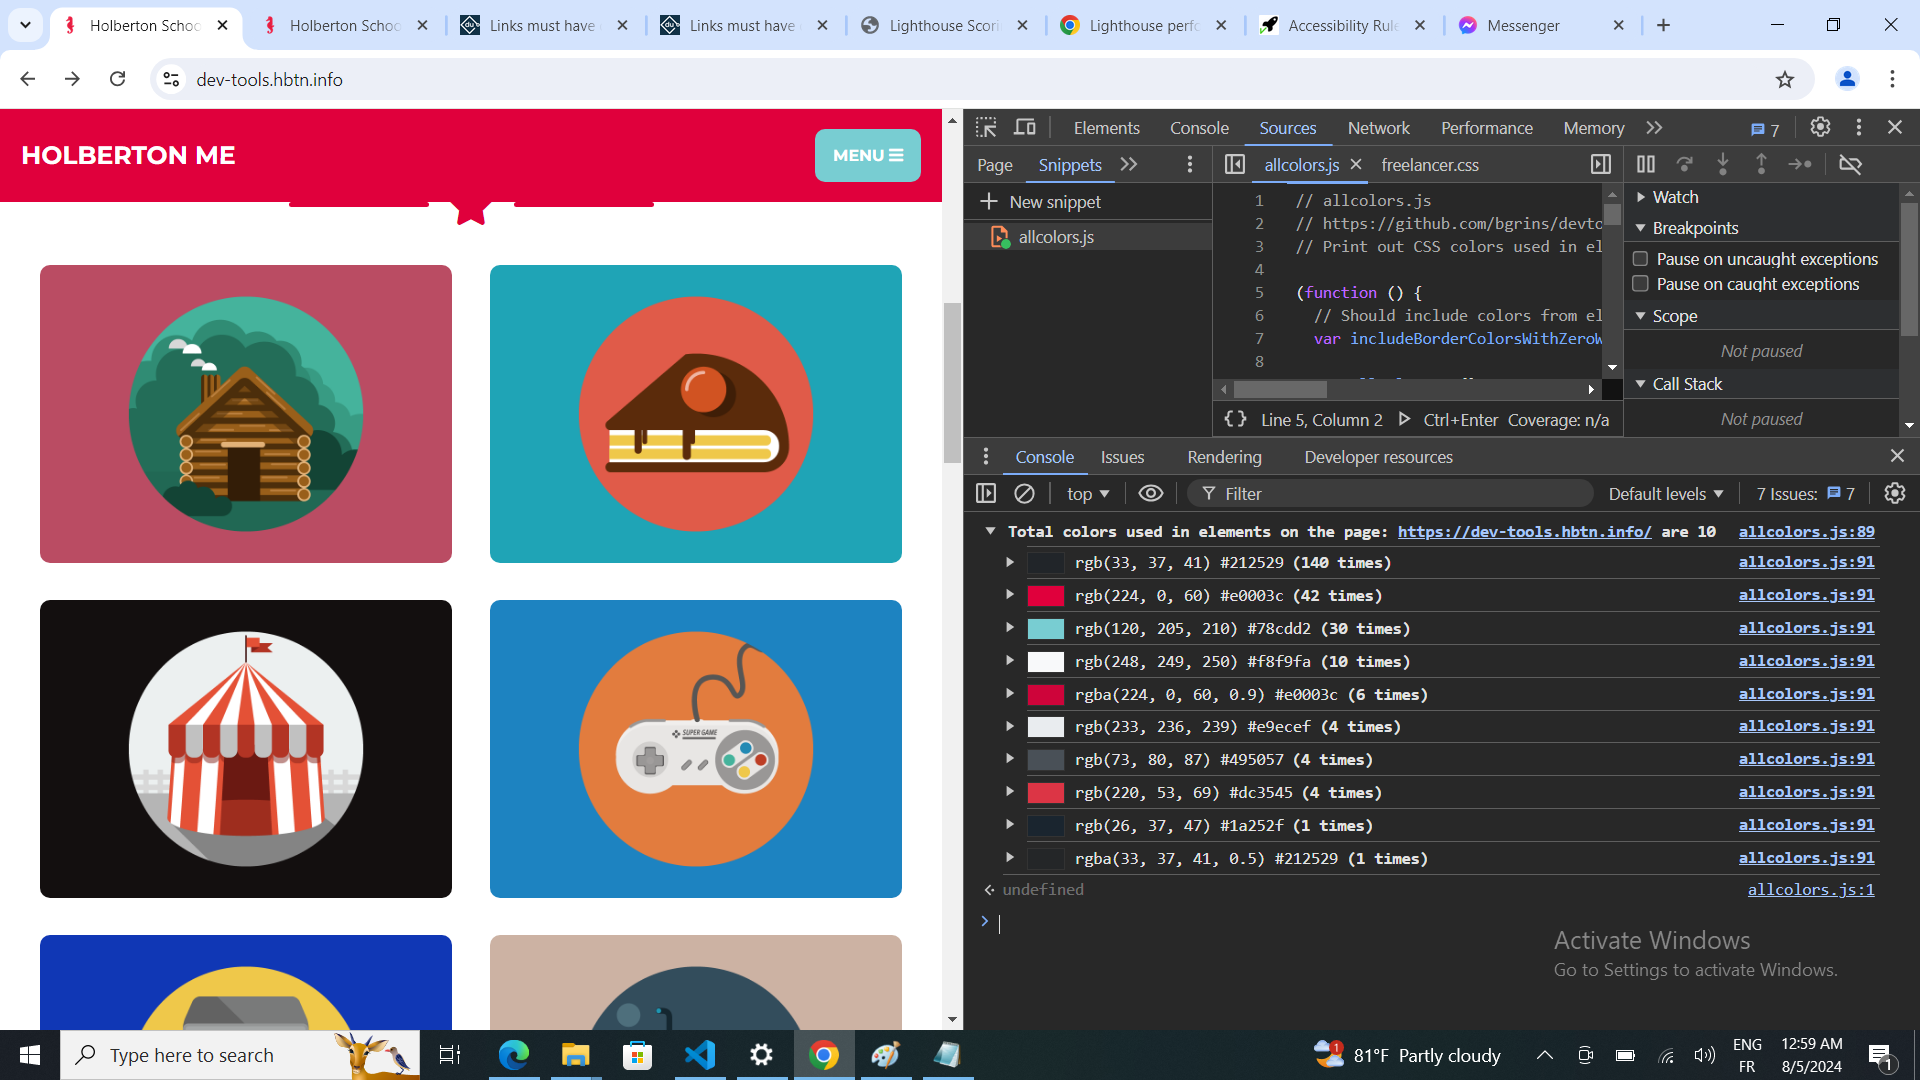 Holberton Schoo
Holberton Schoo
Links must have
Links must have
Lighthouse Scori
Lighthouse perfo
Accessibility Rule
Messenger
dev-tools.hbtn.info
HOLBERTON ME
MENU
SUPER GAME
Elements Console Sources Network Performance Memory 7
Page Snippets
allcolors.js freelancer.css
New snippet
allcolors.js
1 // allcolors.js
2 // https://github.com/bgrins/devto
3 // Print out CSS colors used in el
4
5 (function () {
6 // Should include colors from el
7 var includeBorderColorsWithZeroW
8
{ } Line 5, Column 2 Ctrl+Enter Coverage: n/a
Watch
Breakpoints
Pause on uncaught exceptions
Pause on caught exceptions
Scope
Not paused
Call Stack
Not paused
Console Issues Rendering Developer resources
top Filter Default levels 7 Issues: 7
Total colors used in elements on the page: https://dev-tools.hbtn.info/ are 10 allcolors.js:89
rgb(33, 37, 41) #212529 (140 times) allcolors.js:91
rgb(224, 0, 60) #e0003c (42 times) allcolors.js:91
rgb(120, 205, 210) #78cdd2 (30 times) allcolors.js:91
rgb(248, 249, 250) #f8f9fa (10 times) allcolors.js:91
rgba(224, 0, 60, 0.9) #e0003c (6 times) allcolors.js:91
rgb(233, 236, 239) #e9ecef (4 times) allcolors.js:91
rgb(73, 80, 87) #495057 (4 times) allcolors.js:91
rgb(220, 53, 69) #dc3545 (4 times) allcolors.js:91
rgb(26, 37, 47) #1a252f (1 times) allcolors.js:91
rgba(33, 37, 41, 0.5) #212529 (1 times) allcolors.js:91
undefined allcolors.js:1
Activate Windows
Go to Settings to activate Windows.
Type here to search
1
81°F Partly cloudy
ENG
FR
12:59 AM
8/5/2024
1